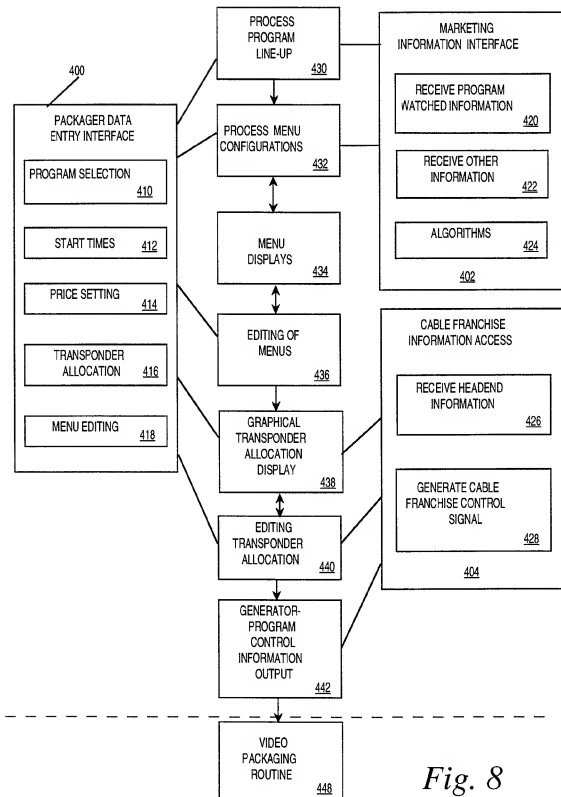 400
PACKAGER DATA
ENTRY INTERFACE
PROGRAM SELECTION
410
START TIMES
412
PRICE SETTING
414
TRANSPONDER
ALLOCATION
416
MENU EDITING
418
PROCESS
PROGRAM
LINE-UP
430
PROCESS MENU
CONFIGURATIONS
432
MENU
DISPLAYS
434
EDITING OF
MENUS
436
GRAPHICAL
TRANSPONDER
ALLOCATION
DISPLAY
438
EDITING
TRANSPONDER
ALLOCATION
440
GENERATOR-
PROGRAM
CONTROL
INFORMATION
OUTPUT
442
VIDEO
PACKAGING
ROUTINE
448
MARKETING
INFORMATION INTERFACE
RECEIVE PROGRAM
WATCHED INFORMATION
420
RECEIVE OTHER
INFORMATION
422
ALGORITHMS
424
402
CABLE FRANCHISE
INFORMATION ACCESS
RECEIVE HEADEND
INFORMATION
426
GENERATE CABLE
FRANCHISE CONTROL
SIGNAL
428
404
Fig. 8